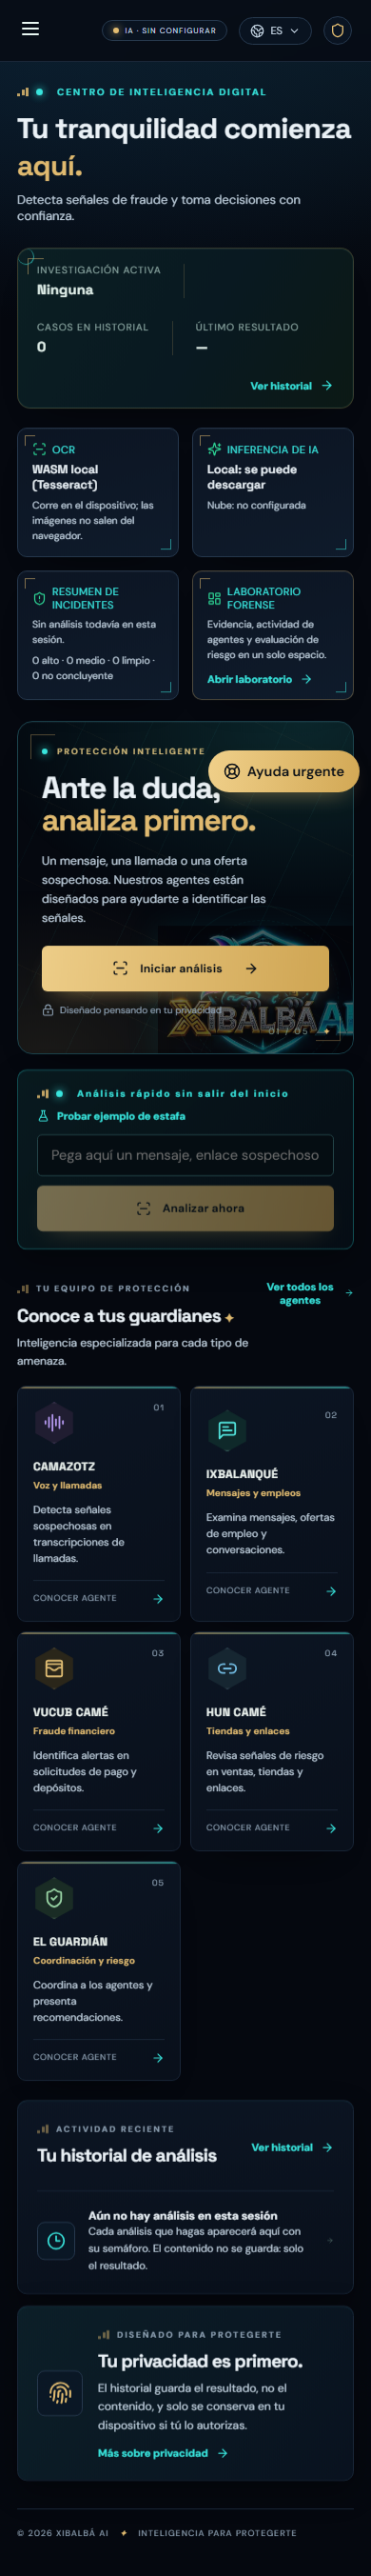 IA · SIN CONFIGURAR
ES
CENTRO DE INTELIGENCIA DIGITAL
Tu tranquilidad comienza
aquí.
Detecta señales de fraude y toma decisiones con
confianza.
INVESTIGACIÓN ACTIVA
Ninguna
CASOS EN HISTORIAL
0
ÚLTIMO RESULTADO
—
Ver historial
OCR
WASM local
(Tesseract)
Corre en el dispositivo; las
imágenes no salen del
navegador.
INFERENCIA DE IA
Local: se puede
descargar
Nube: no configurada
RESUMEN DE
INCIDENTES
Sin análisis todavía en esta
sesión.
0 alto · 0 medio · 0 limpio ·
0 no concluyente
LABORATORIO
FORENSE
Evidencia, actividad de
agentes y evaluación de
riesgo en un solo espacio.
Abrir laboratorio
PROTECCIÓN INTELIGENTE
Ayuda urgente
Ante la duda,
analiza primero.
Un mensaje, una llamada o una oferta
sospechosa. Nuestros agentes están
diseñados para ayudarte a identificar las
señales.
Iniciar análisis
Diseñado pensando en tu privacidad
XIBALBÁ AI
01 / 05
Análisis rápido sin salir del inicio
Probar ejemplo de estafa
Pega aquí un mensaje, enlace sospechoso
Analizar ahora
TU EQUIPO DE PROTECCIÓN
Conoce a tus guardianes
Inteligencia especializada para cada tipo de
amenaza.
Ver todos los
agentes
01
CAMAZOTZ
Voz y llamadas
Detecta señales
sospechosas en
transcripciones de
llamadas.
CONOCER AGENTE
02
IXBALANQUÉ
Mensajes y empleos
Examina mensajes, ofertas
de empleo y
conversaciones.
CONOCER AGENTE
03
VUCUB CAMÉ
Fraude financiero
Identifica alertas en
solicitudes de pago y
depósitos.
CONOCER AGENTE
04
HUN CAMÉ
Tiendas y enlaces
Revisa señales de riesgo
en ventas, tiendas y
enlaces.
CONOCER AGENTE
05
EL GUARDIÁN
Coordinación y riesgo
Coordina a los agentes y
presenta
recomendaciones.
CONOCER AGENTE
ACTIVIDAD RECIENTE
Tu historial de análisis
Ver historial
Aún no hay análisis en esta sesión
Cada análisis que hagas aparecerá aquí con
su semáforo. El contenido no se guarda: solo
el resultado.
DISEÑADO PARA PROTEGERTE
Tu privacidad es primero.
El historial guarda el resultado, no el
contenido, y solo se conserva en tu
dispositivo si tú lo autorizas.
Más sobre privacidad
© 2026 XIBALBÁ AI ✦ INTELIGENCIA PARA PROTEGERTE